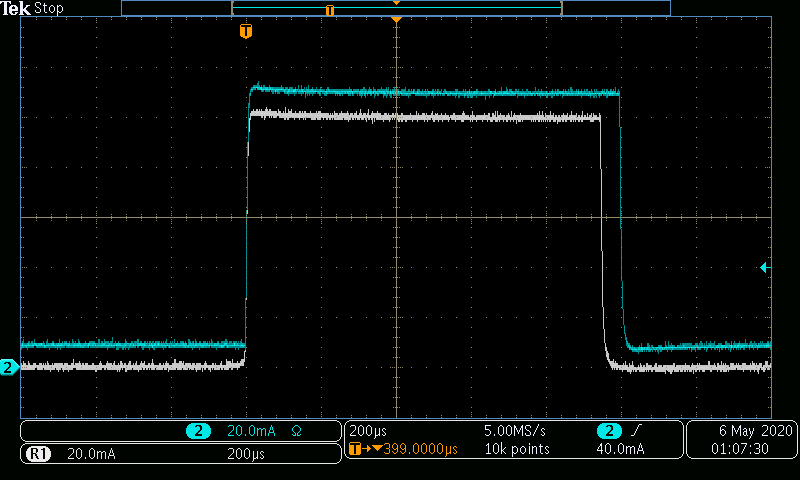 Tek Stop
T
T
2
2 20.0mA Ω
R1 20.0mA 200µs
200µs 5.00MS/s 2
T→▼399.0000µs 10k points 40.0mA
6 May 2020
01:07:30